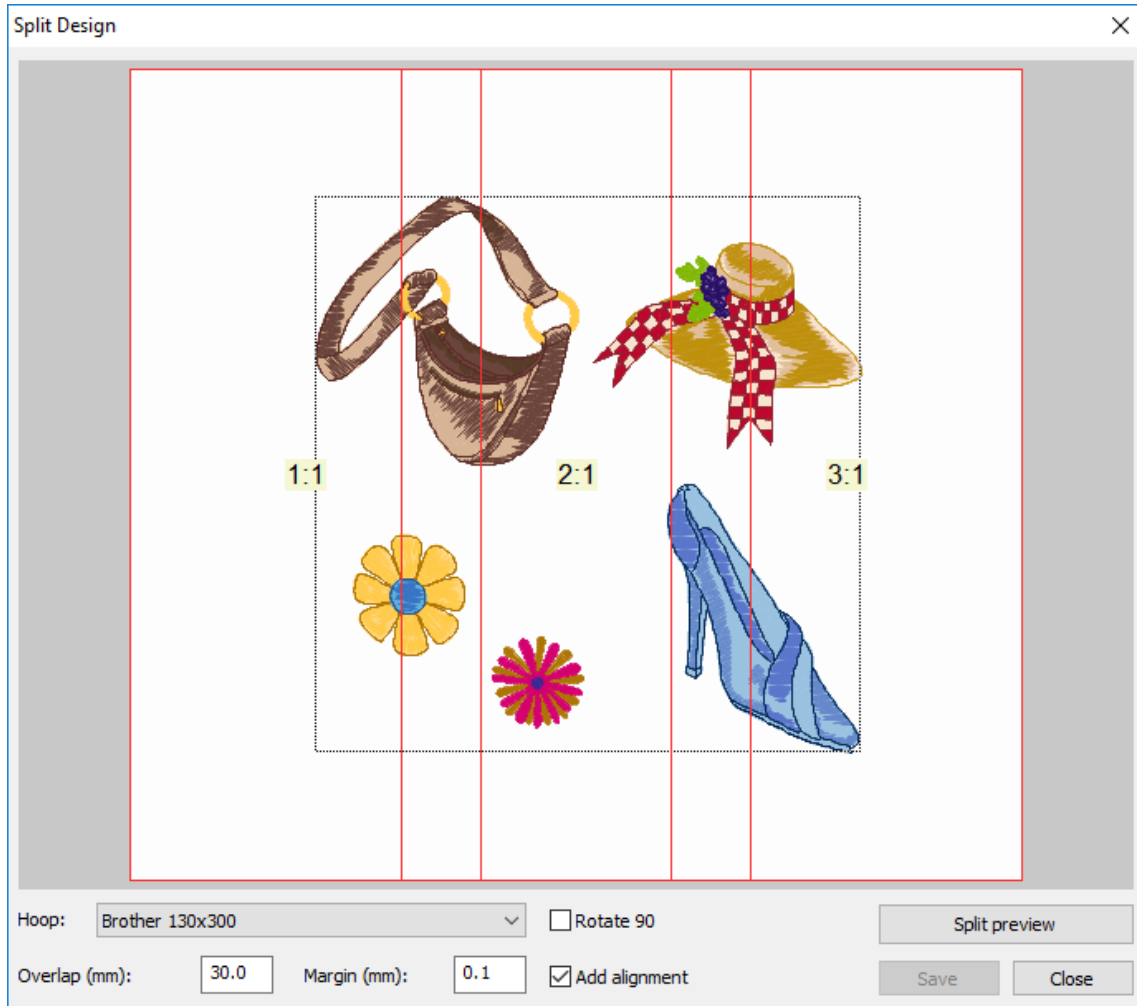 Split Design
1:1 2:1 3:1
Hoop: Brother 130x300 Rotate 90 Split preview
Overlap (mm): 30.0 Margin (mm): 0.1 Add alignment Save Close